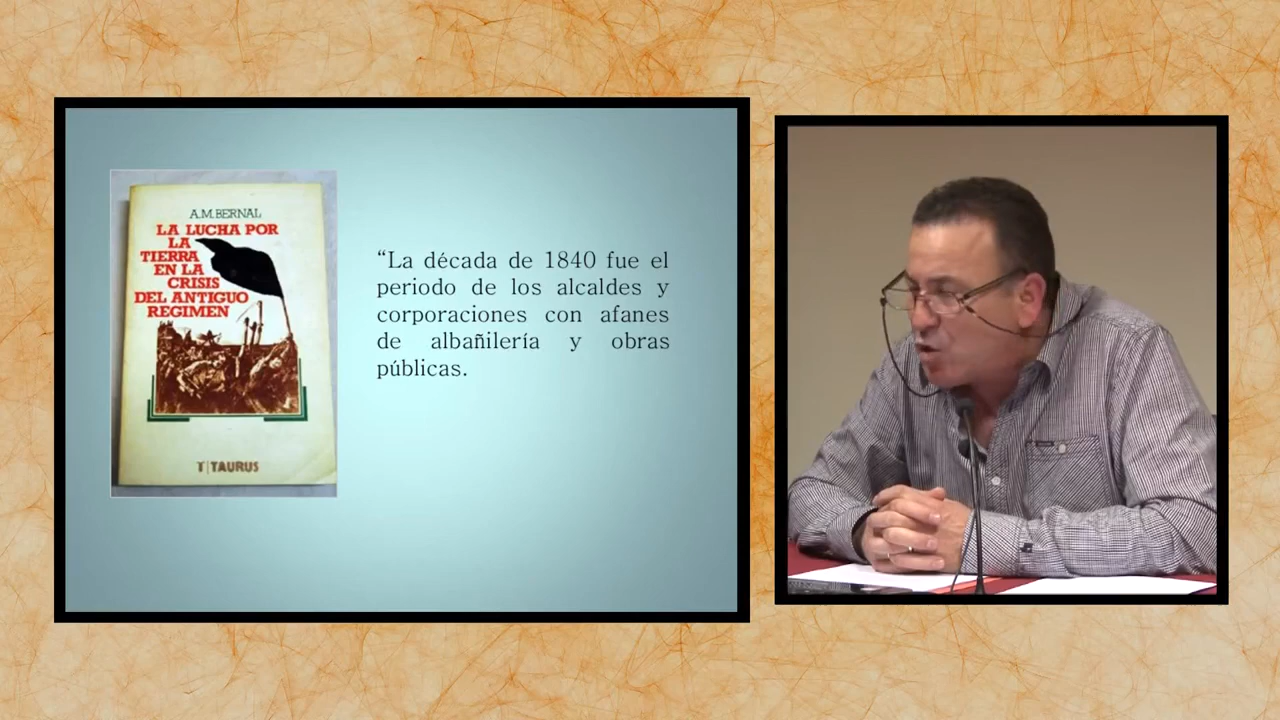 A.M. BERNAL
LA LUCHA POR
LA
TIERRA
EN LA
CRISIS
DEL ANTIGUO
REGIMEN
T | TAURUS
“La década de 1840 fue el
periodo de los alcaldes y
corporaciones con afanes
de albañilería y obras
públicas.